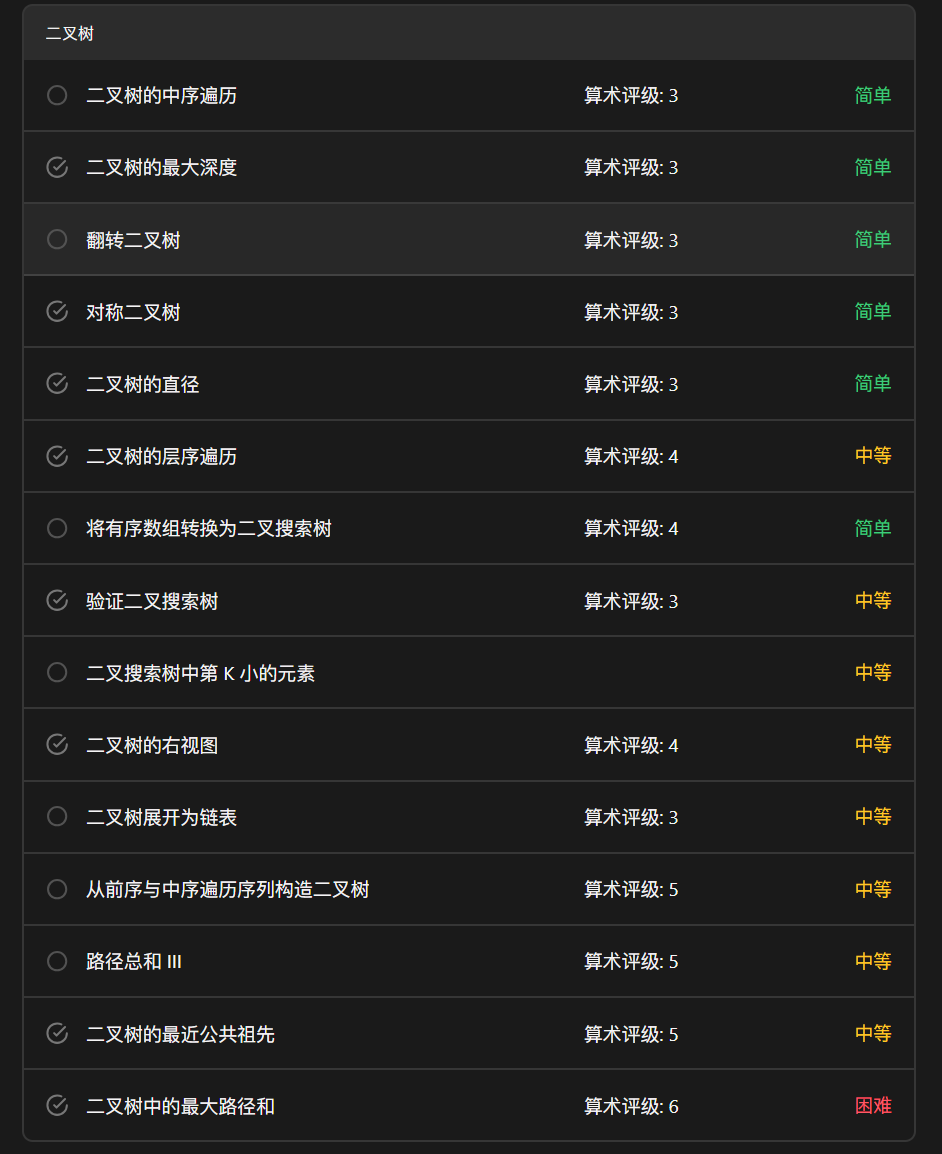 二叉树
二叉树的中序遍历 算术评级: 3 简单
二叉树的最大深度 算术评级: 3 简单
翻转二叉树 算术评级: 3 简单
对称二叉树 算术评级: 3 简单
二叉树的直径 算术评级: 3 简单
二叉树的层序遍历 算术评级: 4 中等
将有序数组转换为二叉搜索树 算术评级: 4 简单
验证二叉搜索树 算术评级: 3 中等
二叉搜索树中第 K 小的元素 中等
二叉树的右视图 算术评级: 4 中等
二叉树展开为链表 算术评级: 3 中等
从前序与中序遍历序列构造二叉树 算术评级: 5 中等
路径总和 III 算术评级: 5 中等
二叉树的最近公共祖先 算术评级: 5 中等
二叉树中的最大路径和 算术评级: 6 困难